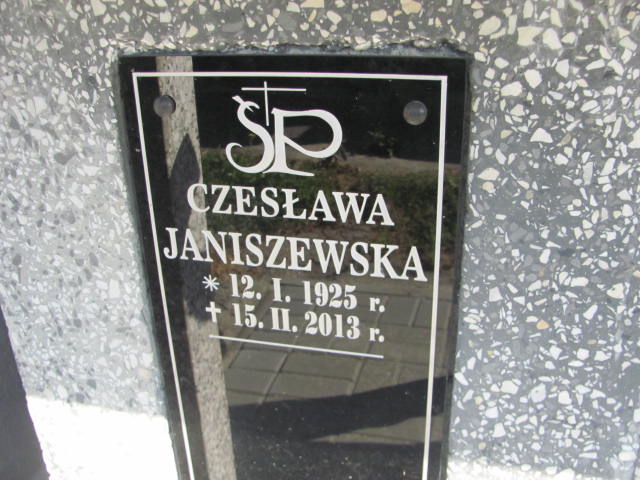 ŚP
CZESŁAWA
JANISZEWSKA
* 12. I. 1925 r.
+ 15. II. 2013 r.